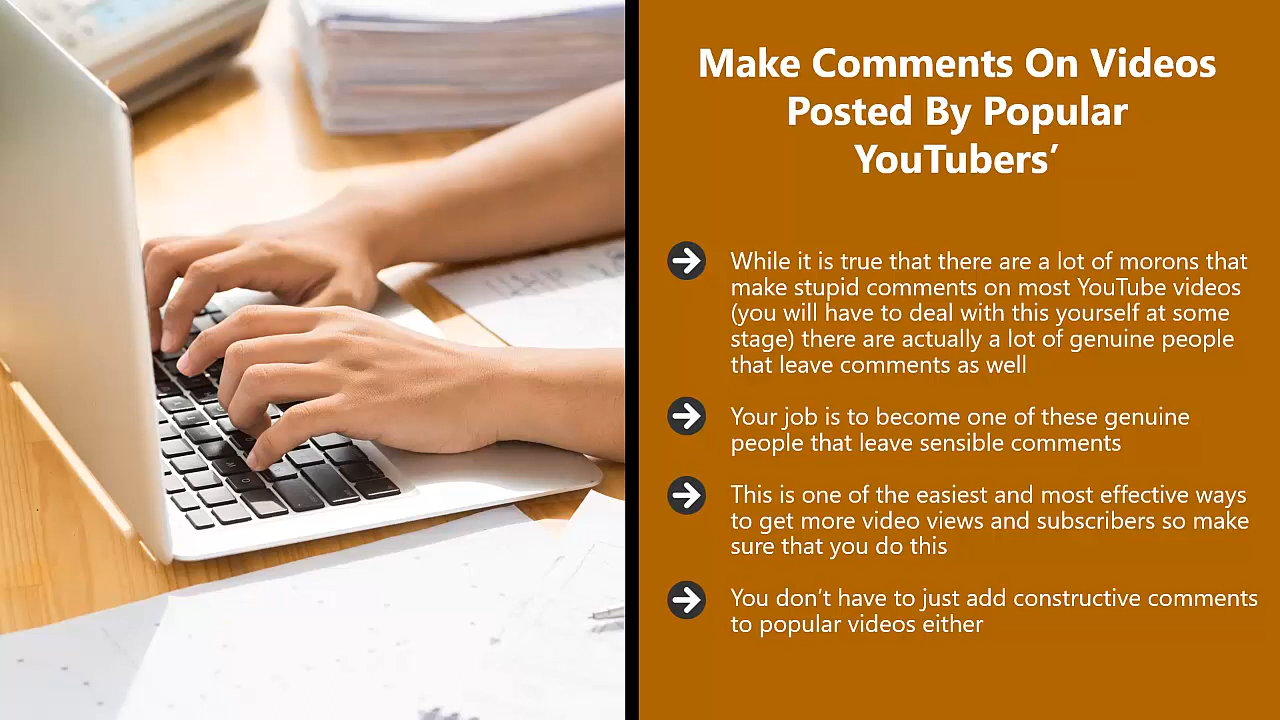 Make Comments On Videos
Posted By Popular
YouTubers’
While it is true that there are a lot of morons that
make stupid comments on most YouTube videos
(you will have to deal with this yourself at some
stage) there are actually a lot of genuine people
that leave comments as well
Your job is to become one of these genuine
people that leave sensible comments
This is one of the easiest and most effective ways
to get more video views and subscribers so make
sure that you do this
You don’t have to just add constructive comments
to popular videos either